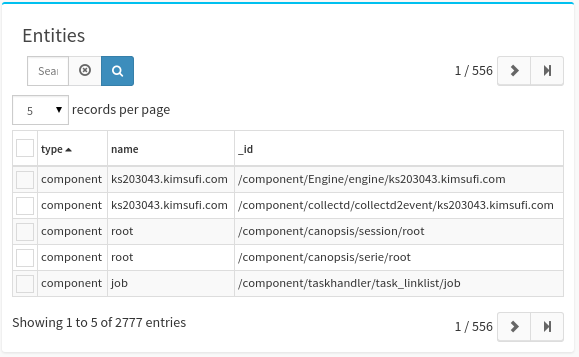 Entities
Sea
1 / 556
5 records per page
type name _id
component ks203043.kimsufi.com /component/Engine/engine/ks203043.kimsufi.com
component ks203043.kimsufi.com /component/collectd/collectd2event/ks203043.kimsufi.com
component root /component/canopsis/session/root
component root /component/canopsis/serie/root
component job /component/taskhandler/task_linklist/job
Showing 1 to 5 of 2777 entries
1 / 556